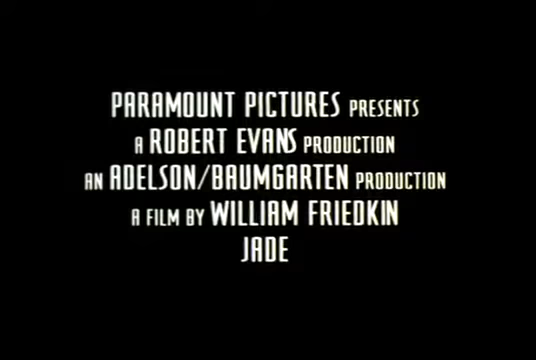 PARAMOUNT PICTURES PRESENTS
A ROBERT EVANS PRODUCTION
AN ADELSON/BAUMGARTEN PRODUCTION
A FILM BY WILLIAM FRIEDKIN
JADE